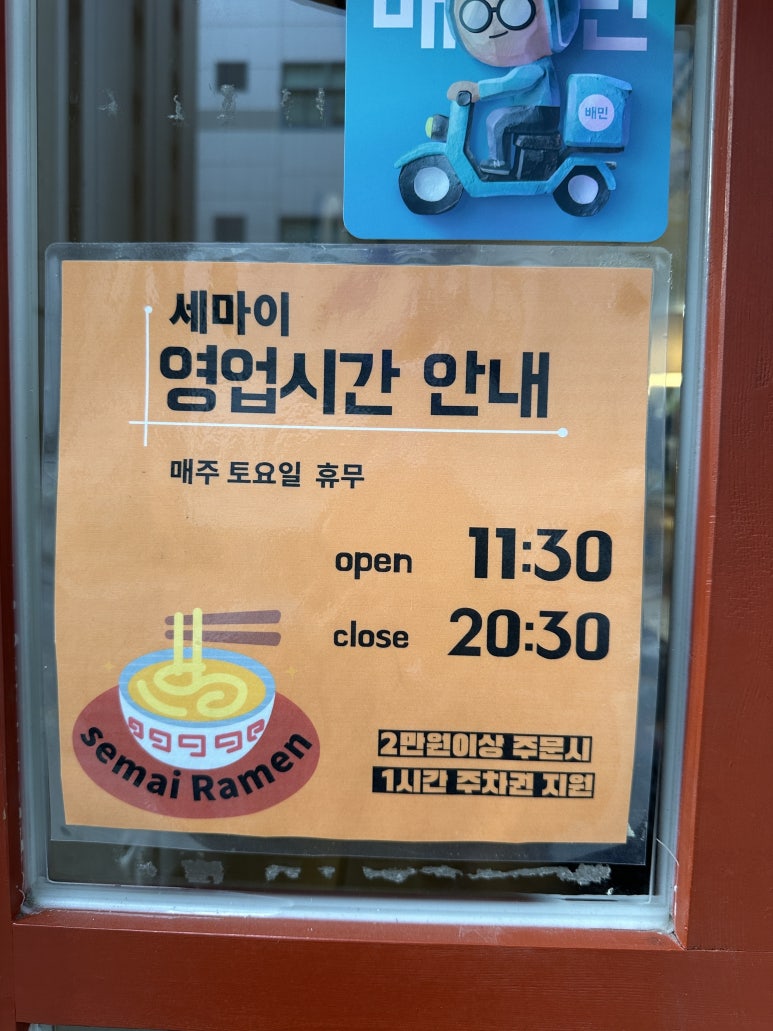 배민
배민
세마이
영업시간 안내
매주 토요일 휴무
open 11:30
close 20:30
semai Ramen
2만원이상 주문시
1시간 주차권 지원